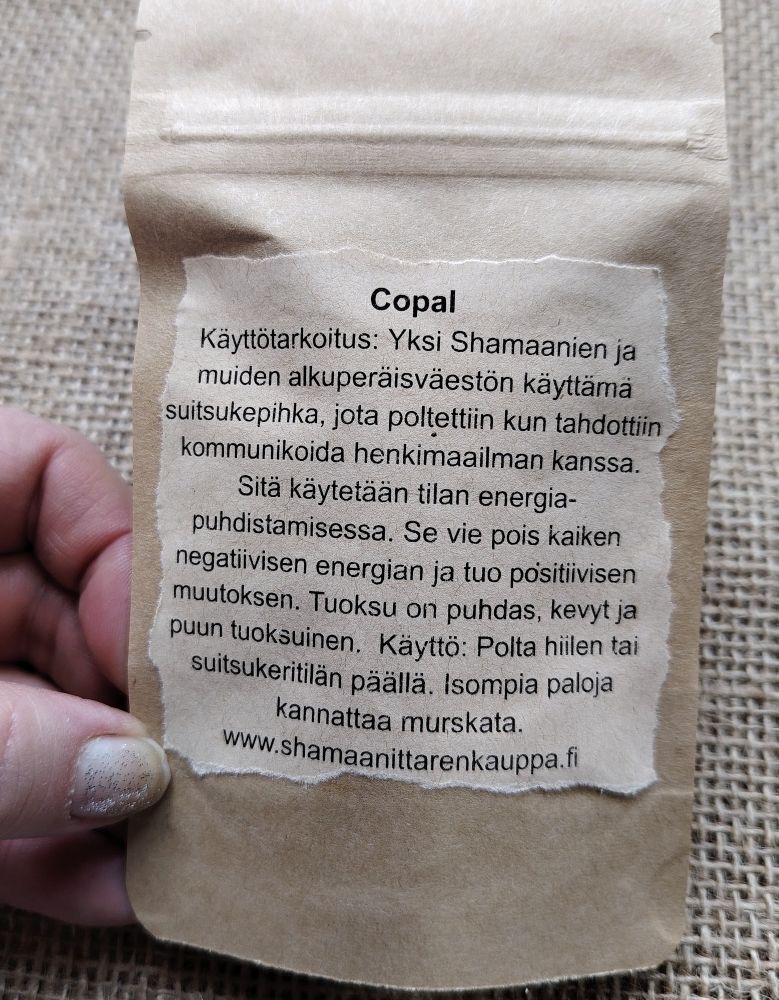 Copal
Käyttötarkoitus: Yksi Shamaanien ja
muiden alkuperäisväestön käyttämä
suitsukepihka, jota poltettiin kun tahdottiin
kommunikoida henkimaailman kanssa.
Sitä käytetään tilan energia-
puhdistamisessa. Se vie pois kaiken
negatiivisen energian ja tuo positiivisen
muutoksen. Tuoksu on puhdas, kevyt ja
puun tuoksuinen. Käyttö: Polta hiilen tai
suitsukeritilän päällä. Isompia paloja
kannattaa murskata.
www.shamaanittarenkauppa.fi